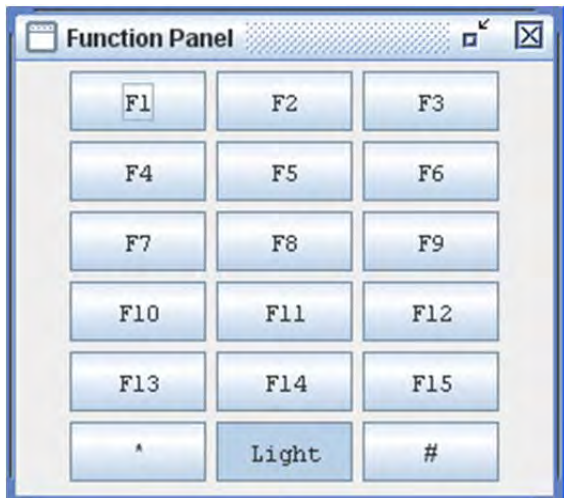 Function Panel
F1 F2 F3
F4 F5 F6
F7 F8 F9
F10 F11 F12
F13 F14 F15
* Light #